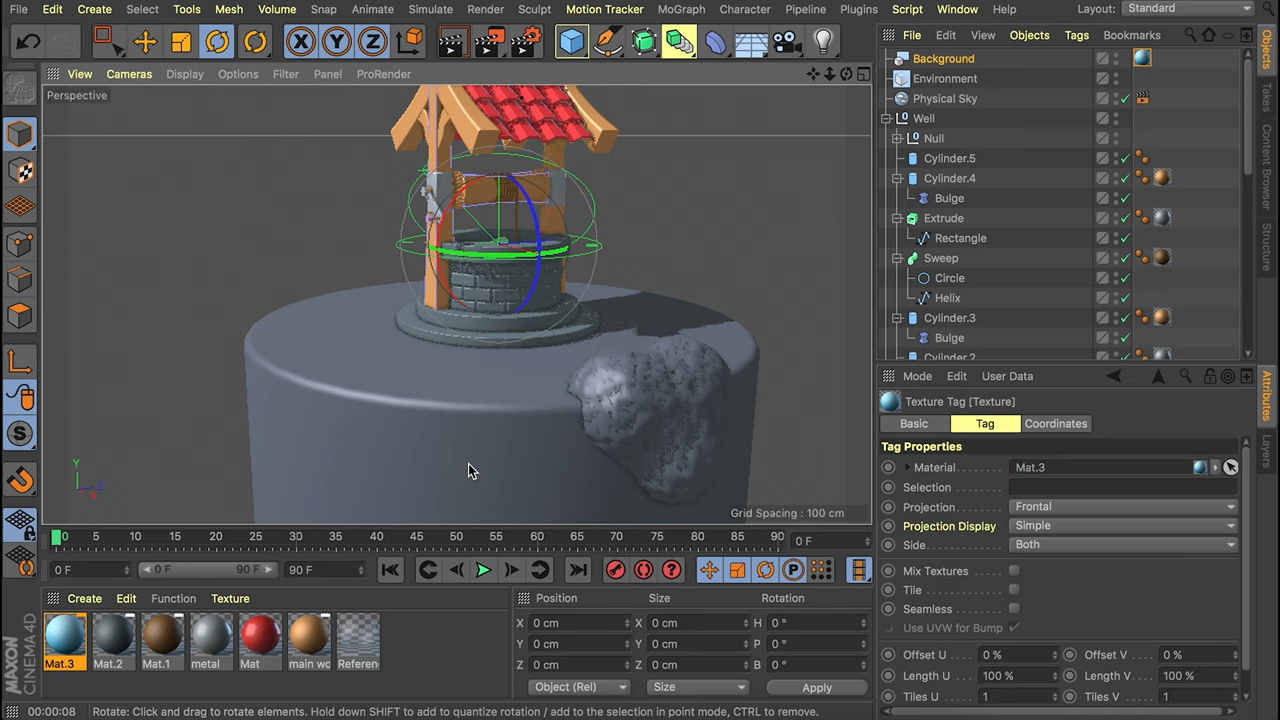 File Edit Create Select Tools Mesh Volume Snap Animate Simulate Render Sculpt Motion Tracker MoGraph Character Pipeline Plugins Script Window Help Layout: Standard
X Y Z
File Edit Objects Tags Bookmarks
View Cameras Display Options Filter Panel ProRender
Perspective
Background
Environment
Physical Sky
Well
Null
Cylinder.5
Cylinder.4
Bulge
Extrude
Rectangle
Sweep
Circle
Helix
Cylinder.3
Bulge
Cylinder.2
Objects
Takes
Content Browser
Structure
Y
Z
X
Grid Spacing : 100 cm
Mode Edit User Data
Texture Tag [Texture]
Basic Tag Coordinates
Tag Properties
Material Mat.3
Selection
Projection Frontal
Projection Display Simple
Side Both
Mix Textures
Tile
Seamless
Use UVW for Bump
Offset U 0 % Offset V 0 %
Length U 100 % Length V 100 %
Tiles U 1 Tiles V 1
Attributes
Layers
0 5 10 15 20 25 30 35 40 45 50 55 60 65 70 75 80 85 90 0 F
0 F 0 F 90 F 90 F
P
Create Edit Function Texture
Mat.3 Mat.2 Mat.1 metal Mat main wo Referen
Position Size Rotation
X 0 cm X 0 cm H 0 °
Y 0 cm Y 0 cm P 0 °
Z 0 cm Z 0 cm B 0 °
Object (Rel) Size Apply
MAXON
CINEMA 4D
00:00:08 Rotate: Click and drag to rotate elements. Hold down SHIFT to add to quantize rotation / add to the selection in point mode, CTRL to remove.